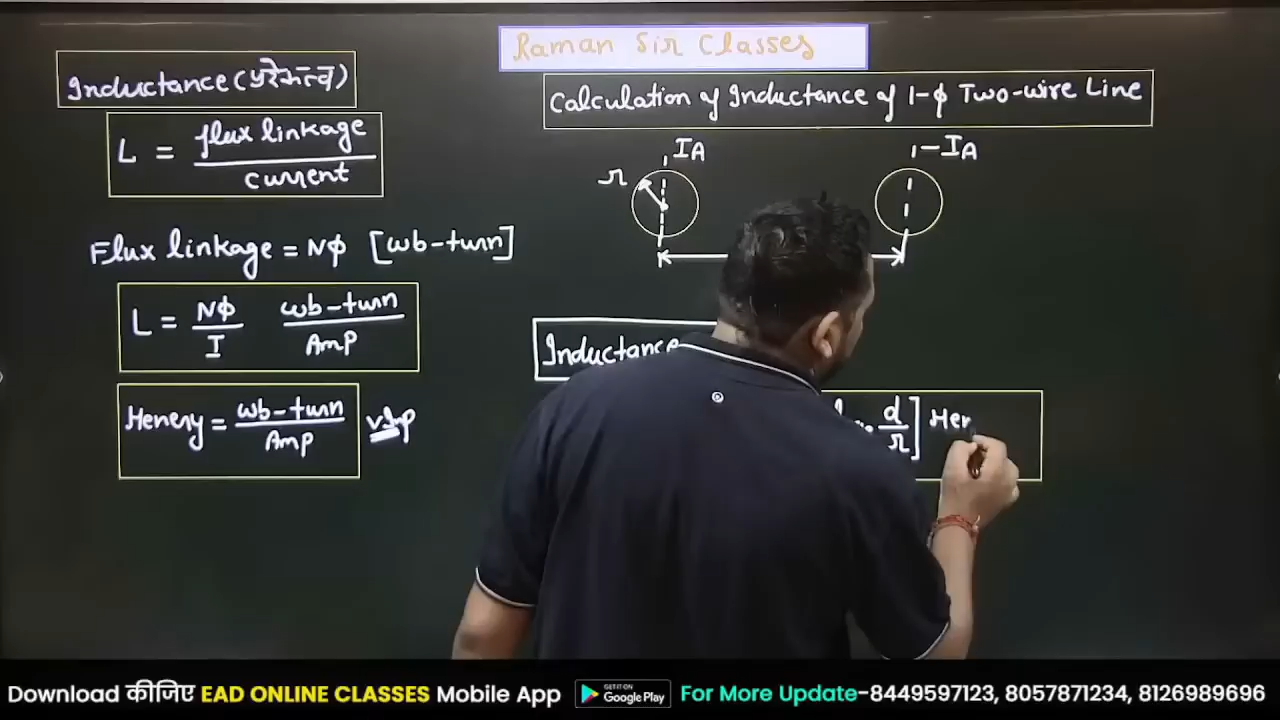 Raman Sir Classes
Inductance (प्रेरकत्व)
L = flux linkage / current
Flux linkage = Nϕ [wb-turn]
L = Nϕ / I wb-turn / Amp
Henery = wb-turn / Amp vImp
Calculation of Inductance of 1-ϕ Two-wire Line
IA
-IA
r
Inductance
d / r ] Her
Download कीजिए EAD ONLINE CLASSES Mobile App GET IT ON Google Play For More Update-8449597123, 8057871234, 8126989696